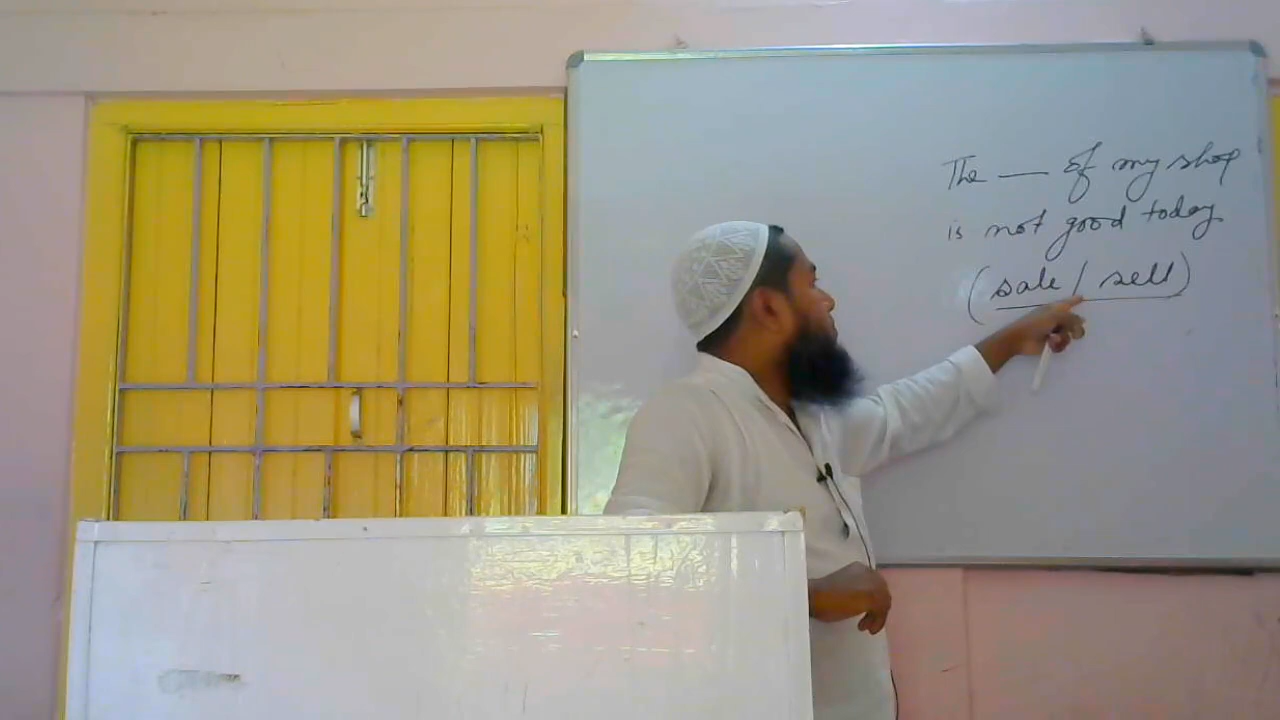 The — of my shop
is not good today
(sale / sell)